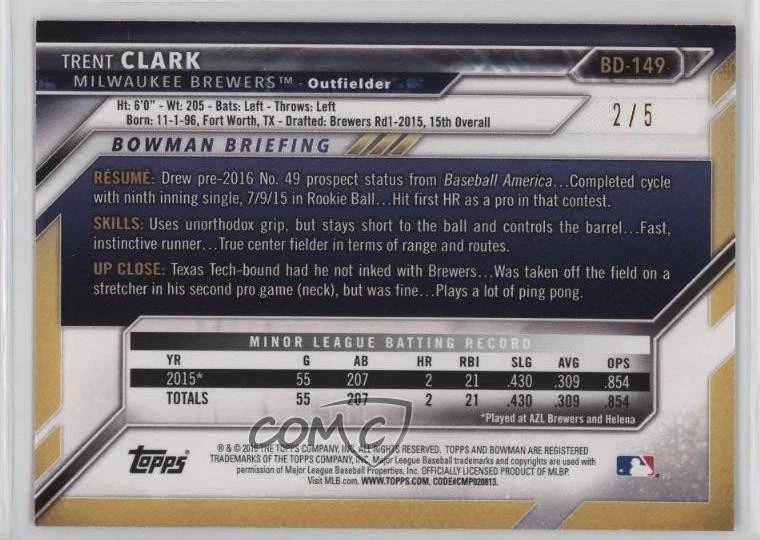 TRENT CLARK
BD-149
MILWAUKEE BREWERS™ - Outfielder
Ht: 6'0" - Wt: 205 - Bats: Left - Throws: Left
Born: 11-1-96, Fort Worth, TX - Drafted: Brewers Rd1-2015, 15th Overall
2/5
BOWMAN BRIEFING
RÉSUMÉ: Drew pre-2016 No. 49 prospect status from Baseball America...Completed cycle
with ninth inning single, 7/9/15 in Rookie Ball...Hit first HR as a pro in that contest.
SKILLS: Uses unorthodox grip, but stays short to the ball and controls the barrel...Fast,
instinctive runner...True center fielder in terms of range and routes.
UP CLOSE: Texas Tech-bound had he not inked with Brewers...Was taken off the field on a
stretcher in his second pro game (neck), but was fine...Plays a lot of ping pong.
MINOR LEAGUE BATTING RECORD
YR G AB HR RBI SLG AVG OPS
2015* 55 207 2 21 .430 .309 .854
TOTALS 55 207 2 21 .430 .309 .854
*Played at AZL Brewers and Helena
COMC
Topps
® & © 2016 THE TOPPS COMPANY, INC. ALL RIGHTS RESERVED. TOPPS AND BOWMAN ARE REGISTERED
TRADEMARKS OF THE TOPPS COMPANY, INC. Major League Baseball trademarks and copyrights are used with
permission of Major League Baseball Properties, Inc. OFFICIALLY LICENSED PRODUCT OF MLBP.
Visit MLB.com. WWW.TOPPS.COM. CODE#CMP020813.